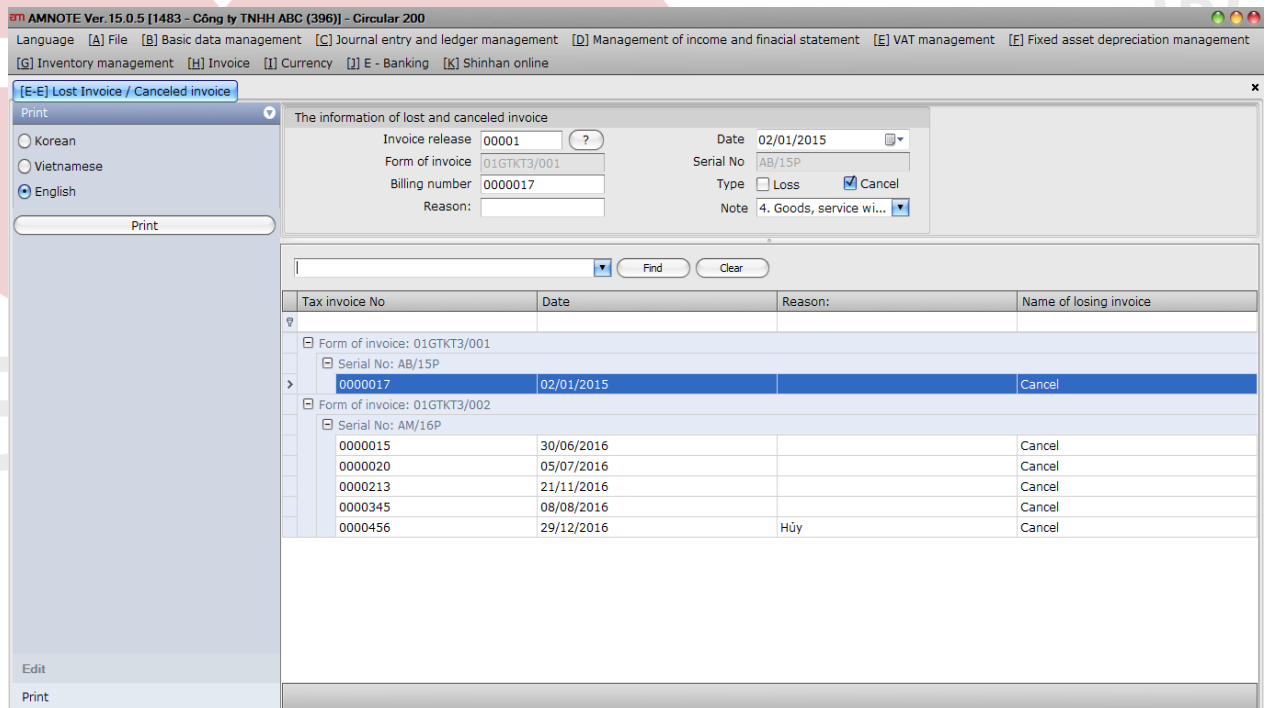 am AMNOTE Ver.15.0.5 [1483 - Công ty TNHH ABC (396)] - Circular 200
Language [A] File [B] Basic data management [C] Journal entry and ledger management [D] Management of income and finacial statement [E] VAT management [F] Fixed asset depreciation management
[G] Inventory management [H] Invoice [I] Currency [J] E - Banking [K] Shinhan online
[E-E] Lost Invoice / Canceled invoice x
Print
Korean
Vietnamese
English
Print
The information of lost and canceled invoice
Invoice release 00001 ? Date 02/01/2015
Form of invoice 01GTKT3/001 Serial No AB/15P
Billing number 0000017 Type Loss Cancel
Reason: Note 4. Goods, service wi...
Find Clear
Tax invoice No Date Reason: Name of losing invoice
Form of invoice: 01GTKT3/001
Serial No: AB/15P
0000017 02/01/2015 Cancel
Form of invoice: 01GTKT3/002
Serial No: AM/16P
0000015 30/06/2016 Cancel
0000020 05/07/2016 Cancel
0000213 21/11/2016 Cancel
0000345 08/08/2016 Cancel
0000456 29/12/2016 Hủy Cancel
Edit
Print